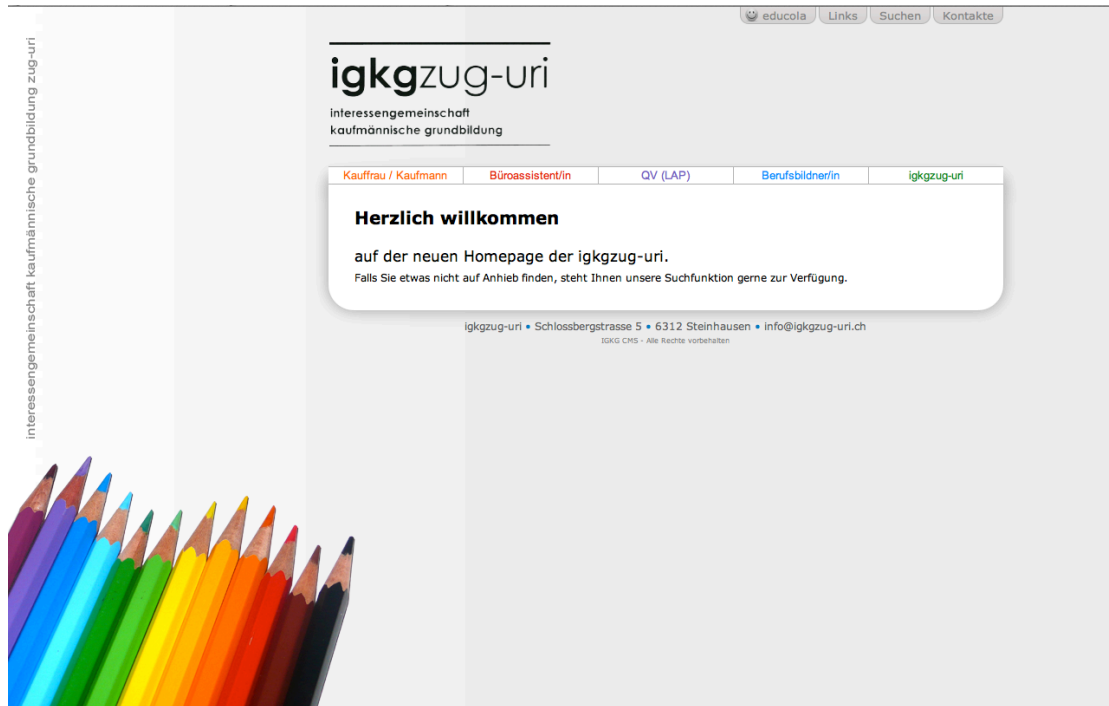 educola Links Suchen Kontakte
interessengemeinschaft kaufmännische grundbildung zug-uri
igkgzug-uri
interessengemeinschaft
kaufmännische grundbildung
Kauffrau / Kaufmann Büroassistent/in QV (LAP) Berufsbildner/in igkgzug-uri
Herzlich willkommen
auf der neuen Homepage der igkgzug-uri.
Falls Sie etwas nicht auf Anhieb finden, steht Ihnen unsere Suchfunktion gerne zur Verfügung.
igkgzug-uri • Schlossbergstrasse 5 • 6312 Steinhausen • info@igkgzug-uri.ch
IGKG CMS - Alle Rechte vorbehalten